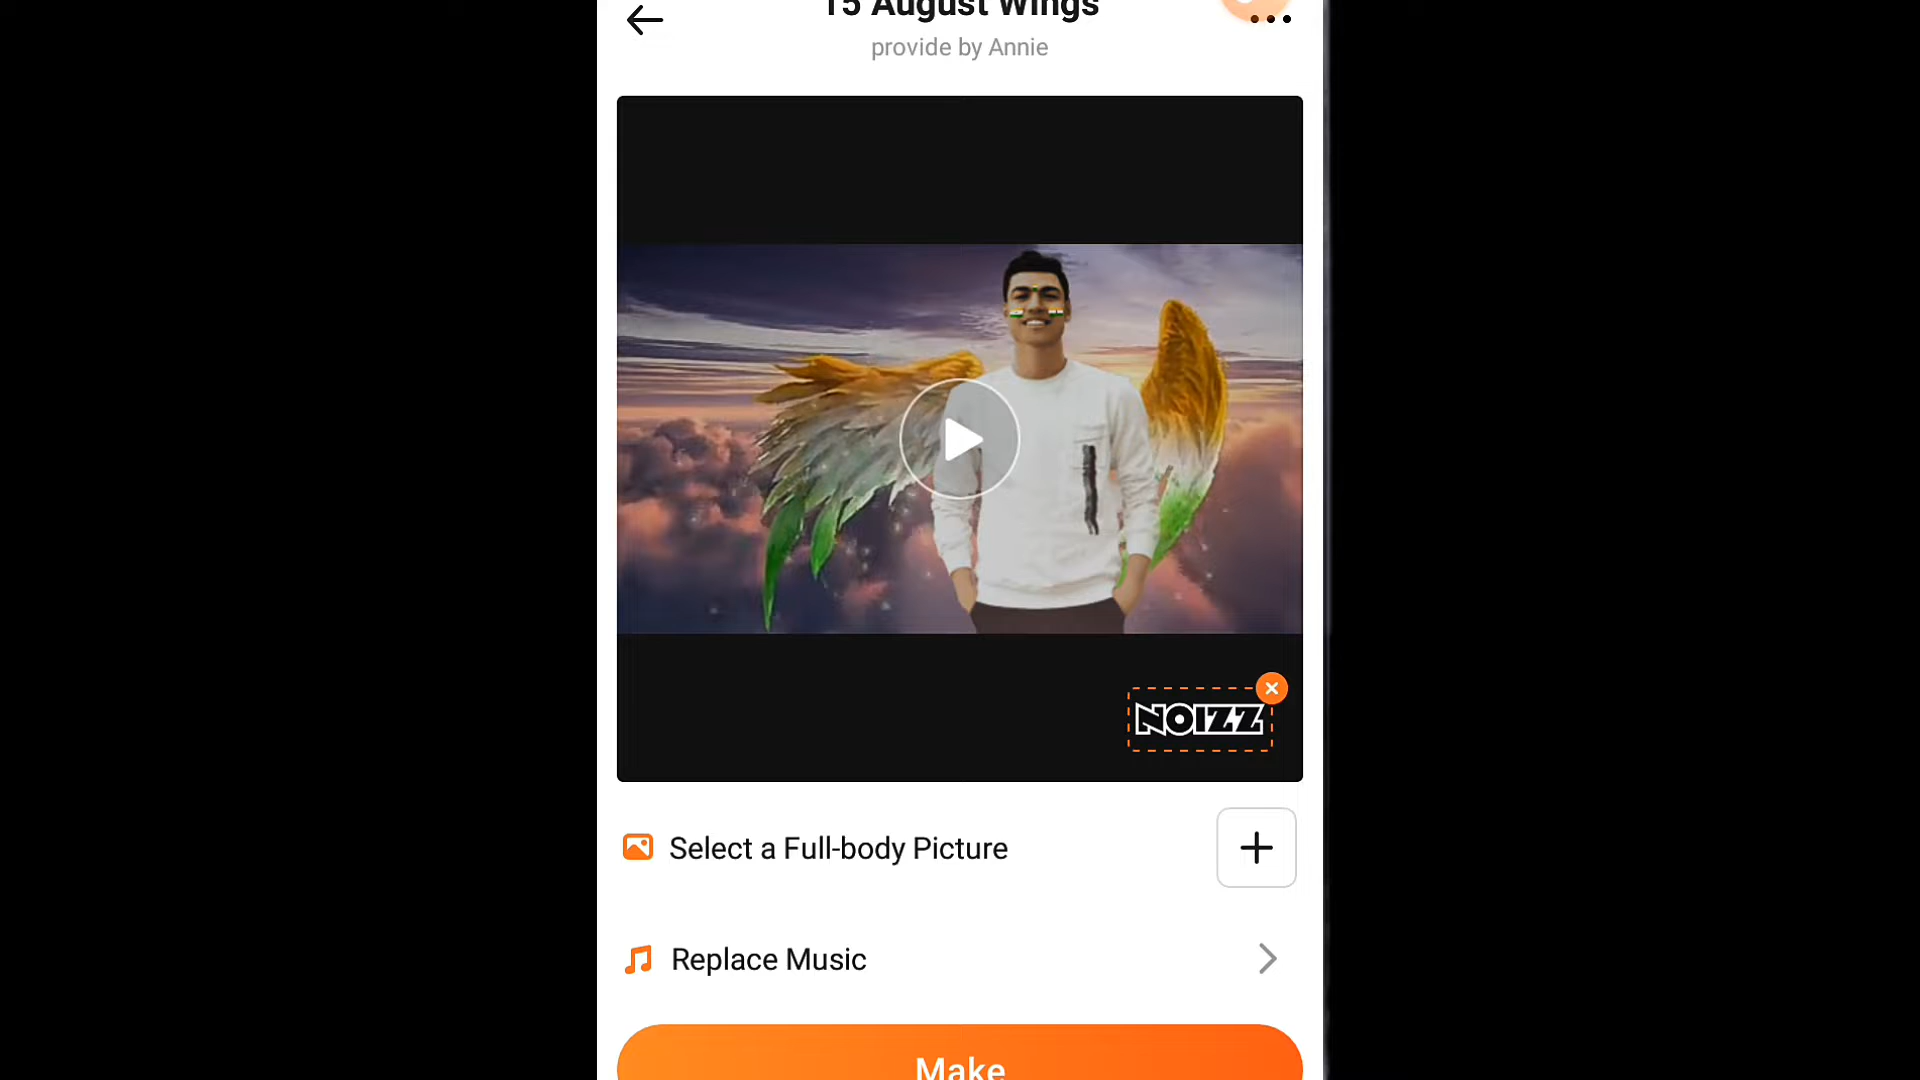 15 August Wings
provide by Annie
NOIZZ
Select a Full-body Picture
Replace Music
Make